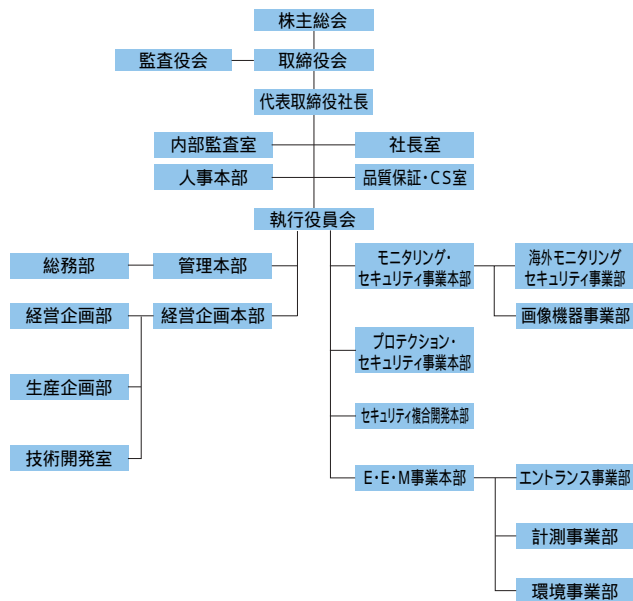 株主総会
監査役会
取締役会
代表取締役社長
内部監査室
社長室
人事本部
品質保証・CS室
執行役員会
総務部
管理本部
モニタリング・
セキュリティ事業本部
海外モニタリング
セキュリティ事業部
経営企画部
経営企画本部
画像機器事業部
プロテクション・
セキュリティ事業本部
生産企画部
セキュリティ複合開発本部
技術開発室
E・E・M事業本部
エントランス事業部
計測事業部
環境事業部